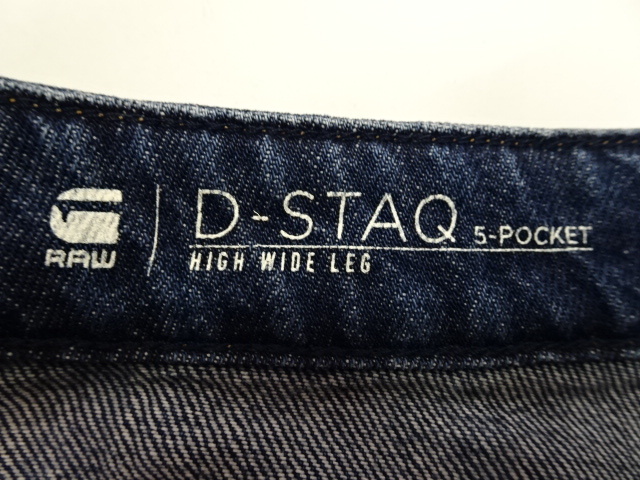 G
RAW
D-STAQ 5-POCKET
HIGH WIDE LEG